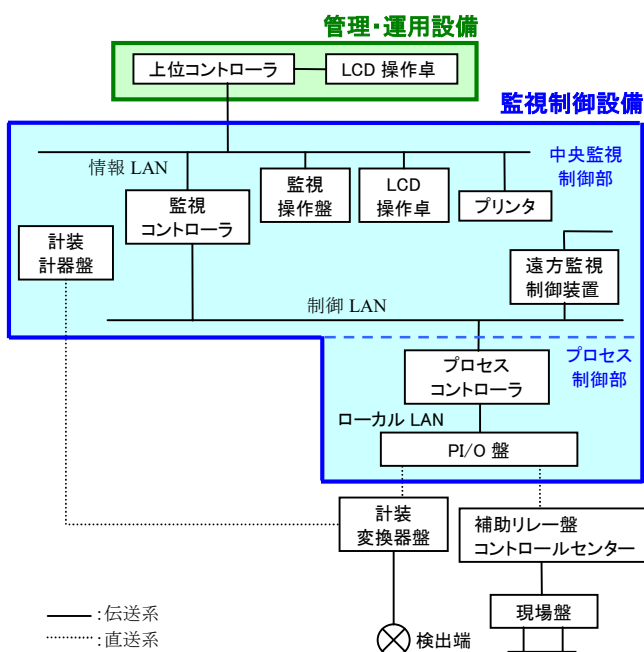 管理・運用設備
上位コントローラ
LCD 操作卓
監視制御設備
情報 LAN
中央監視
制御部
監視
コントローラ
監視
操作盤
LCD
操作卓
プリンタ
計装
計器盤
遠方監視
制御装置
制御 LAN
プロセス
コントローラ
プロセス
制御部
ローカル LAN
PI/O 盤
計装
変換器盤
補助リレー盤
コントロールセンター
現場盤
検出端
:伝送系
:直送系